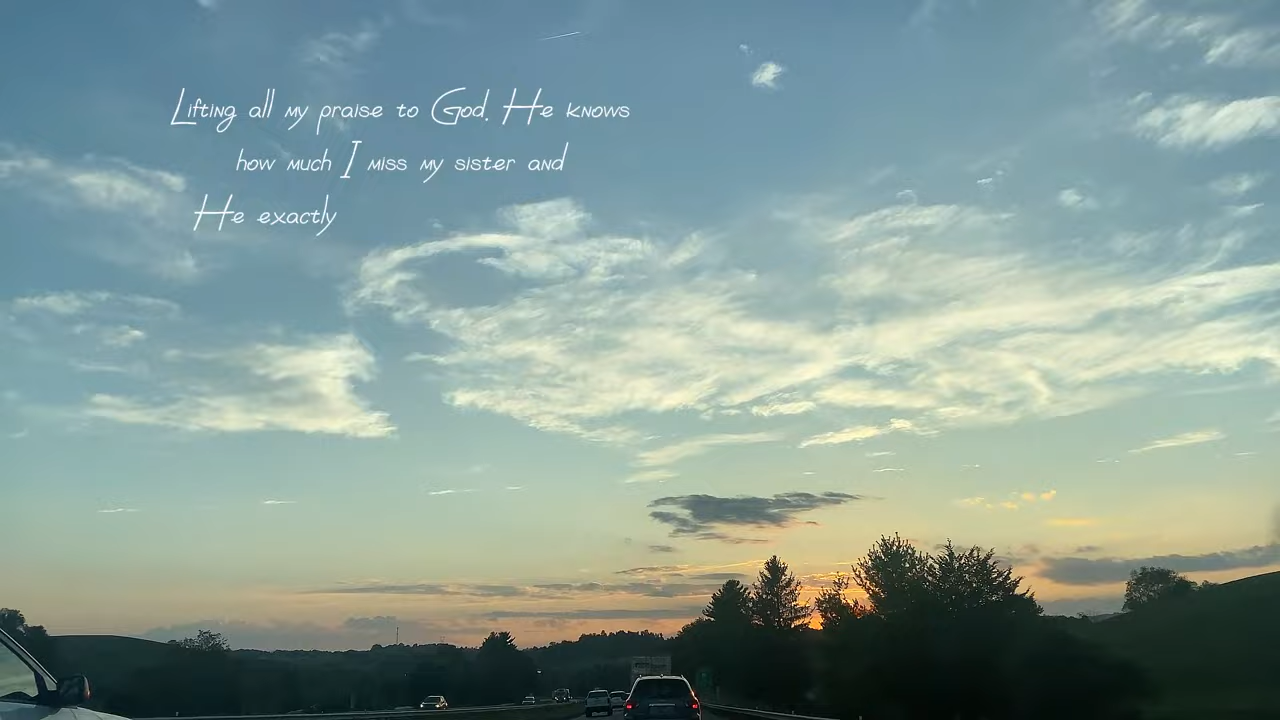 Lifting all my praise to God. He knows
how much I miss my sister and
He exactly